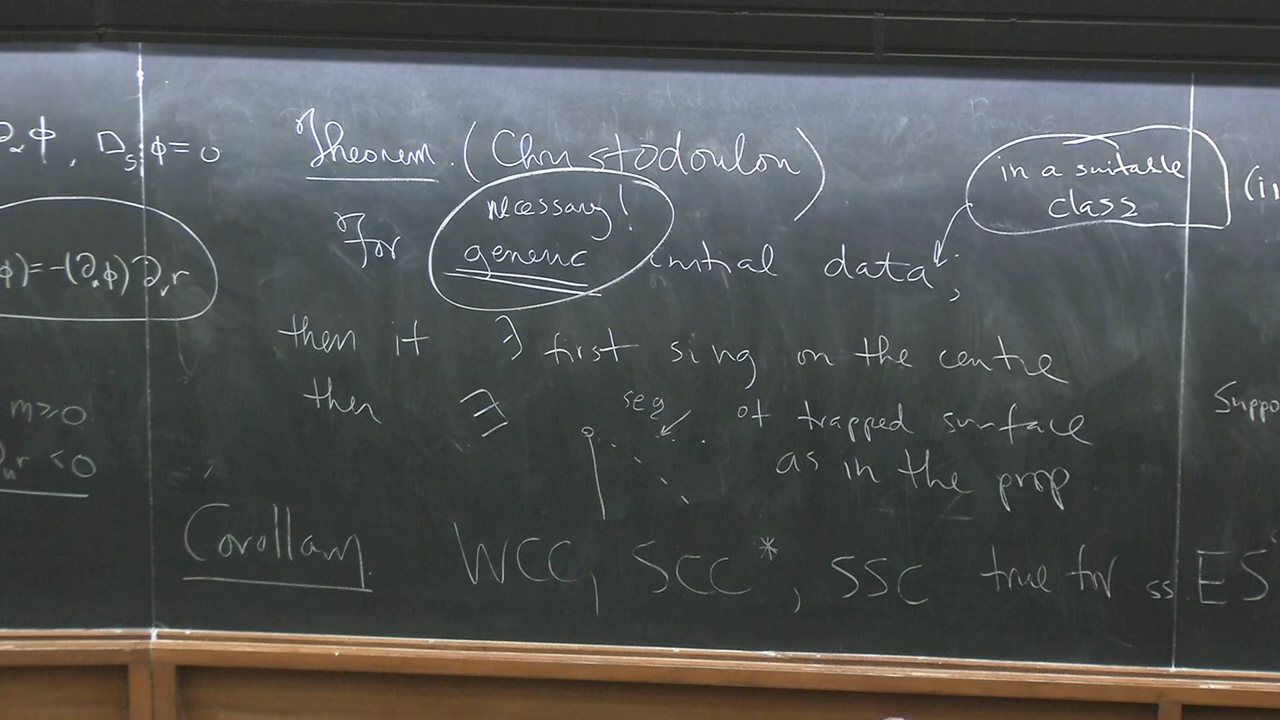 ∂ᵤφ, D₅φ = 0
φ) = -(∂ᵤφ) ∂ᵥr
m ≥ 0
∂ᵤr < 0
Theorem. (Christodoulou)
necessary!
in a suitable
class
For generic initial data,
then if ∃ first sing on the centre
then ∃ seq of trapped surface
as in the prop
Corollary WCC, SCC*, SSC true for ss ES
(i
Suppo